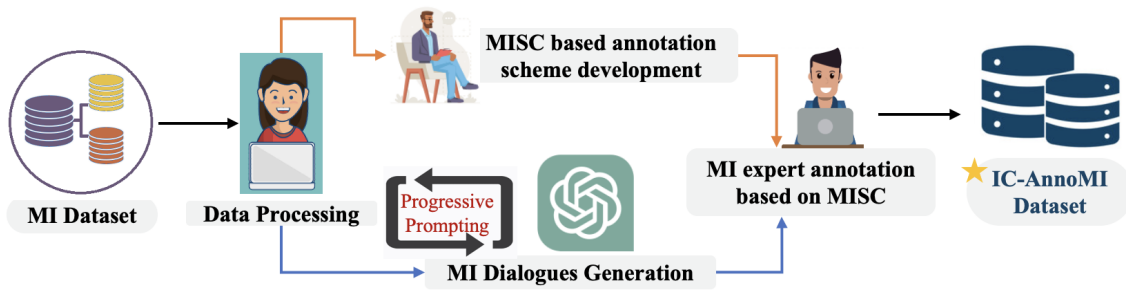 MI Dataset
Data Processing
MISC based annotation
scheme development
Progressive
Prompting
MI Dialogues Generation
MI expert annotation
based on MISC
IC-AnnoMI
Dataset